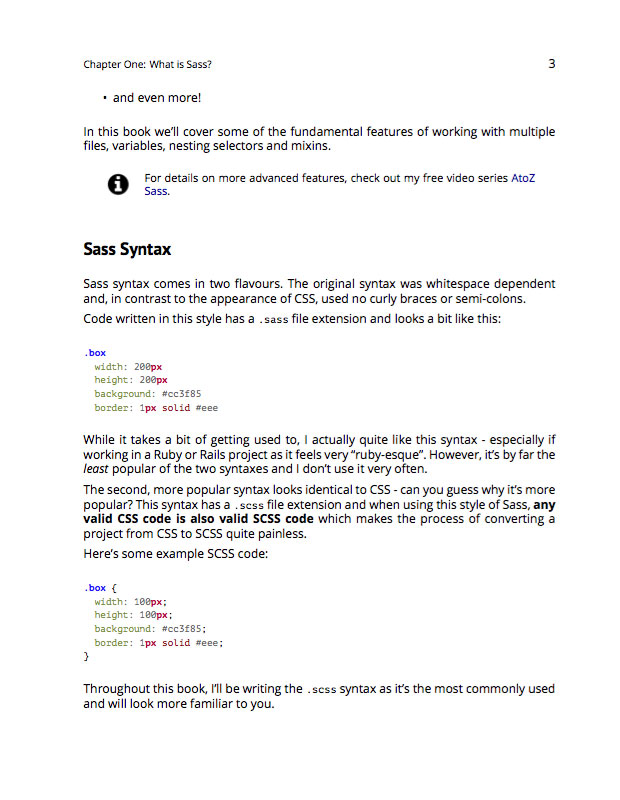 Chapter One: What is Sass? 3
• and even more!
In this book we’ll cover some of the fundamental features of working with multiple
files, variables, nesting selectors and mixins.
For details on more advanced features, check out my free video series AtoZ
Sass.
Sass Syntax
Sass syntax comes in two flavours. The original syntax was whitespace dependent
and, in contrast to the appearance of CSS, used no curly braces or semi-colons.
Code written in this style has a .sass file extension and looks a bit like this:
.box
  width: 200px
  height: 200px
  background: #cc3f85
  border: 1px solid #eee
While it takes a bit of getting used to, I actually quite like this syntax - especially if
working in a Ruby or Rails project as it feels very “ruby-esque”. However, it’s by far the
least popular of the two syntaxes and I don’t use it very often.
The second, more popular syntax looks identical to CSS - can you guess why it’s more
popular? This syntax has a .scss file extension and when using this style of Sass, any
valid CSS code is also valid SCSS code which makes the process of converting a
project from CSS to SCSS quite painless.
Here’s some example SCSS code:
.box {
  width: 100px;
  height: 100px;
  background: #cc3f85;
  border: 1px solid #eee;
}
Throughout this book, I’ll be writing the .scss syntax as it’s the most commonly used
and will look more familiar to you.